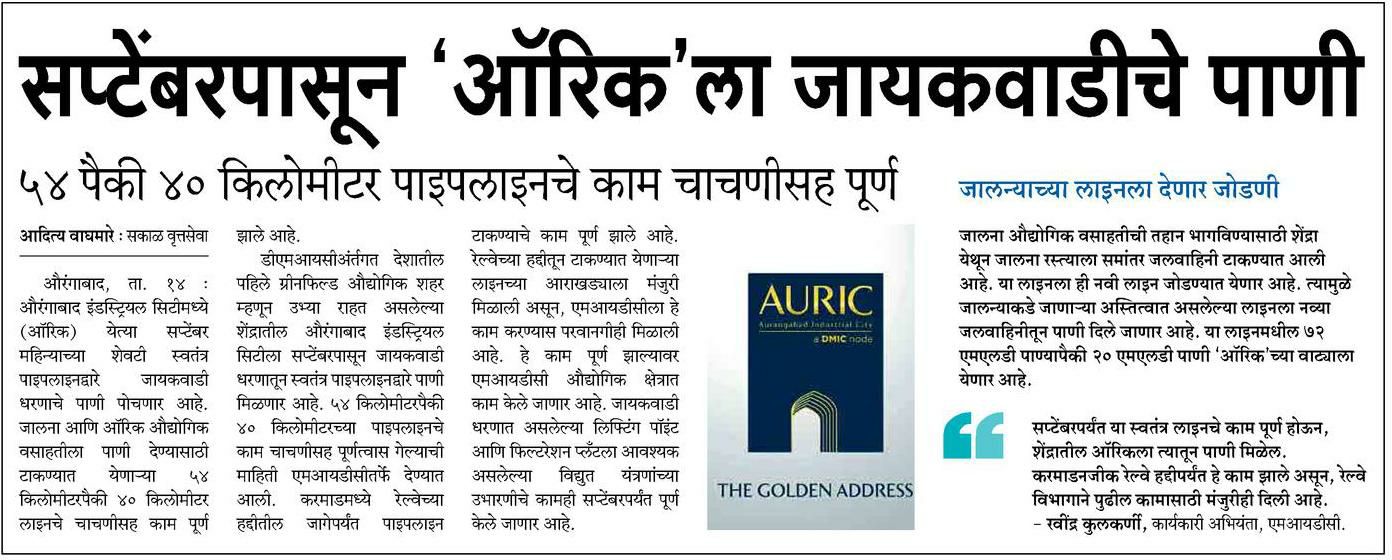 सप्टेंबरपासून ‘ऑरिक’ला जायकवाडीचे पाणी
५४ पैकी ४० किलोमीटर पाइपलाइनचे काम चाचणीसह पूर्ण
आदित्य वाघमारे : सकाळ वृत्तसेवा
औरंगाबाद, ता. १४ :
औरंगाबाद इंडस्ट्रियल सिटीमध्ये
(ऑरिक) येत्या सप्टेंबर
महिन्याच्या शेवटी स्वतंत्र
पाइपलाइनद्वारे जायकवाडी
धरणाचे पाणी पोचणार आहे.
जालना आणि ऑरिक औद्योगिक
वसाहतीला पाणी देण्यासाठी
टाकण्यात येणाऱ्या ५४
किलोमीटरपैकी ४० किलोमीटर
लाइनचे चाचणीसह काम पूर्ण
झाले आहे.
डीएमआयसीअंर्तगत देशातील
पहिले ग्रीनफिल्ड औद्योगिक शहर
म्हणून उभ्या राहत असलेल्या
शेंद्रातील औरंगाबाद इंडस्ट्रियल
सिटीला सप्टेंबरपासून जायकवाडी
धरणातून स्वतंत्र पाइपलाइनद्वारे पाणी
मिळणार आहे. ५४ किलोमीटरपैकी
४० किलोमीटरच्या पाइपलाइनचे
काम चाचणीसह पूर्णत्वास गेल्याची
माहिती एमआयडीसीतर्फे देण्यात
आली. करमाडमध्ये रेल्वेच्या
हद्दीतील जागेपर्यंत पाइपलाइन
टाकण्याचे काम पूर्ण झाले आहे.
रेल्वेच्या हद्दीतून टाकण्यात येणाऱ्या
लाइनच्या आराखड्याला मंजुरी
मिळाली असून, एमआयडीसीला हे
काम करण्यास परवानगीही मिळाली
आहे. हे काम पूर्ण झाल्यावर
एमआयडीसी औद्योगिक क्षेत्रात
काम केले जाणार आहे. जायकवाडी
धरणात असलेल्या लिफ्टिंग पॉइंट
आणि फिल्टरेशन प्लँटला आवश्यक
असलेल्या विद्युत यंत्रणांच्या
उभारणीचे कामही सप्टेंबरपर्यंत पूर्ण
केले जाणार आहे.
AURIC
Aurangabad Industrial City
a DMIC node
THE GOLDEN ADDRESS
जालन्याच्या लाइनला देणार जोडणी
जालना औद्योगिक वसाहतीची तहान भागविण्यासाठी शेंद्रा
येथून जालना रस्त्याला समांतर जलवाहिनी टाकण्यात आली
आहे. या लाइनला ही नवी लाइन जोडण्यात येणार आहे. त्यामुळे
जालन्याकडे जाणाऱ्या अस्तित्वात असलेल्या लाइनला नव्या
जलवाहिनीतून पाणी दिले जाणार आहे. या लाइनमधील ७२
एमएलडी पाण्यापैकी २० एमएलडी पाणी ‘ऑरिक’च्या वाट्याला
येणार आहे.
सप्टेंबरपर्यंत या स्वतंत्र लाइनचे काम पूर्ण होऊन,
शेंद्रातील ऑरिकला त्यातून पाणी मिळेल.
करमाडनजीक रेल्वे हद्दीपर्यंत हे काम झाले असून, रेल्वे
विभागाने पुढील कामासाठी मंजुरीही दिली आहे.
– रवींद्र कुलकर्णी, कार्यकारी अभियंता, एमआयडीसी.